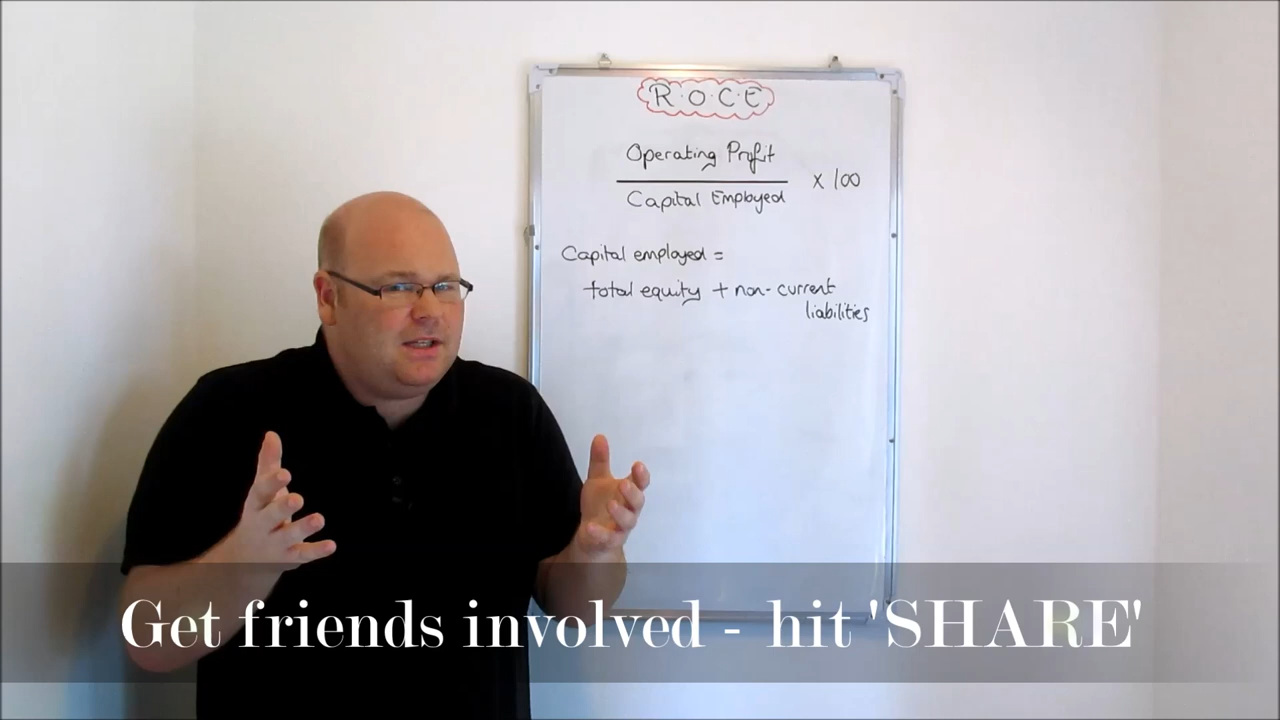 R.O.C.E
Operating Profit
Capital Employed
x 100
Capital employed =
total equity + non-current
liabilities
Get friends involved - hit 'SHARE'